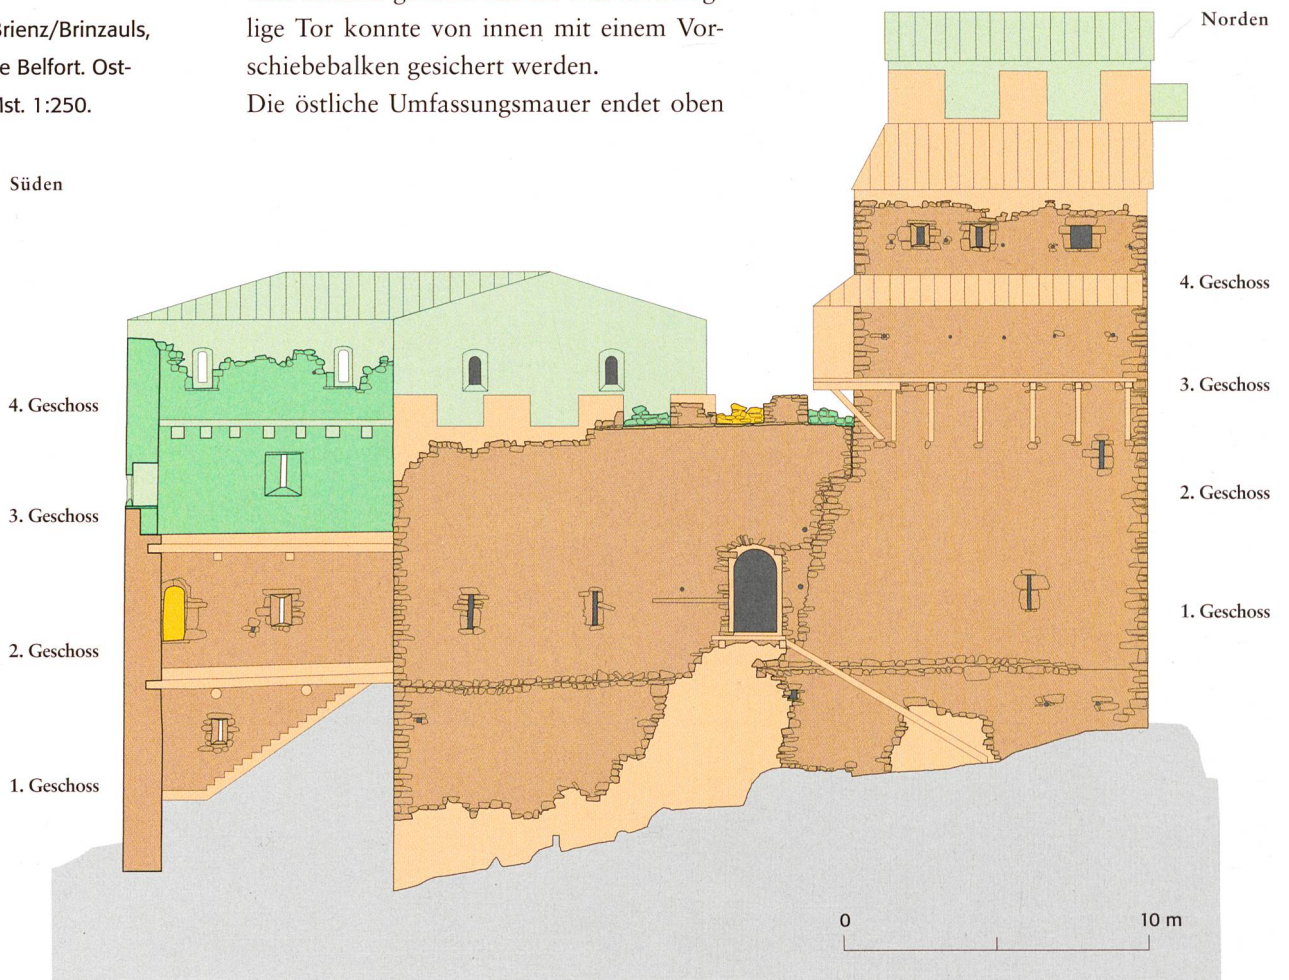 Brienz/Brinzauls,
e Belfort. Ost-
Mst. 1:250.
lige Tor konnte von innen mit einem Vor-
schiebebalken gesichert werden.
Die östliche Umfassungsmauer endet oben
Norden
Süden
4. Geschoss
3. Geschoss
2. Geschoss
1. Geschoss
4. Geschoss
3. Geschoss
2. Geschoss
1. Geschoss
0 10 m